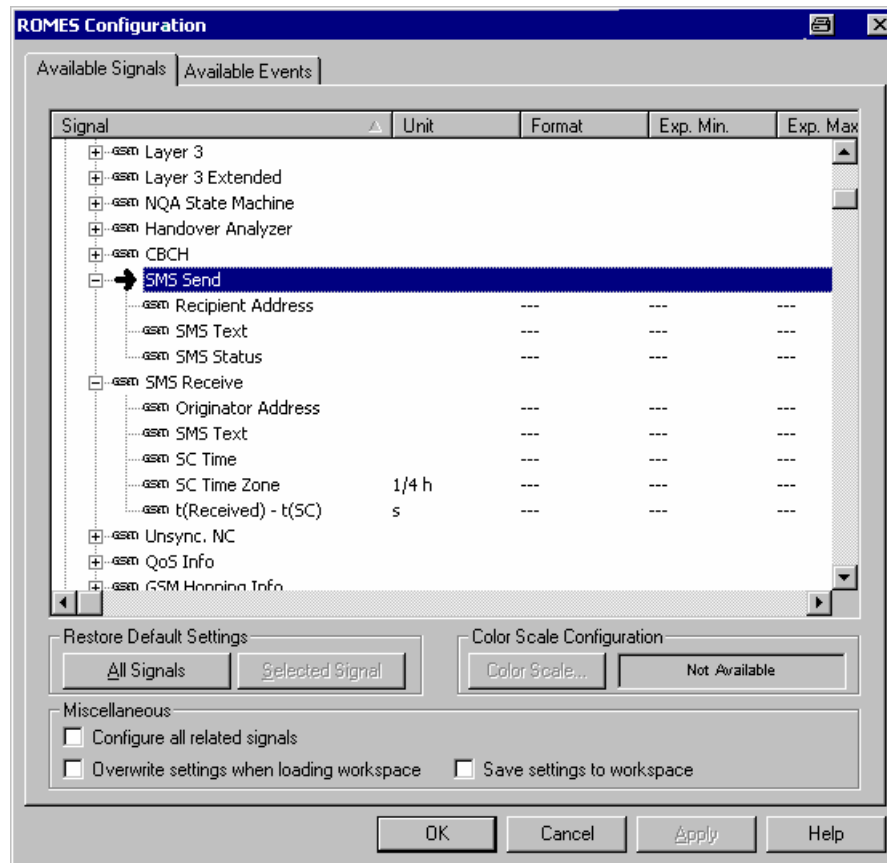 ROMES Configuration
Available Signals
Available Events
Signal Unit Format Exp. Min. Exp. Max
GSM Layer 3
GSM Layer 3 Extended
GSM NQA State Machine
GSM Handover Analyzer
GSM CBCH
SMS Send
GSM Recipient Address --- --- ---
GSM SMS Text --- --- ---
GSM SMS Status --- --- ---
GSM SMS Receive
GSM Originator Address --- --- ---
GSM SMS Text --- --- ---
GSM SC Time --- --- ---
GSM SC Time Zone 1/4 h --- --- ---
GSM t(Received) - t(SC) s --- --- ---
GSM Unsync. NC
GSM QoS Info
GSM GSM Hopping Info
Restore Default Settings
All Signals
Selected Signal
Color Scale Configuration
Color Scale...
Not Available
Miscellaneous
Configure all related signals
Overwrite settings when loading workspace
Save settings to workspace
OK
Cancel
Apply
Help